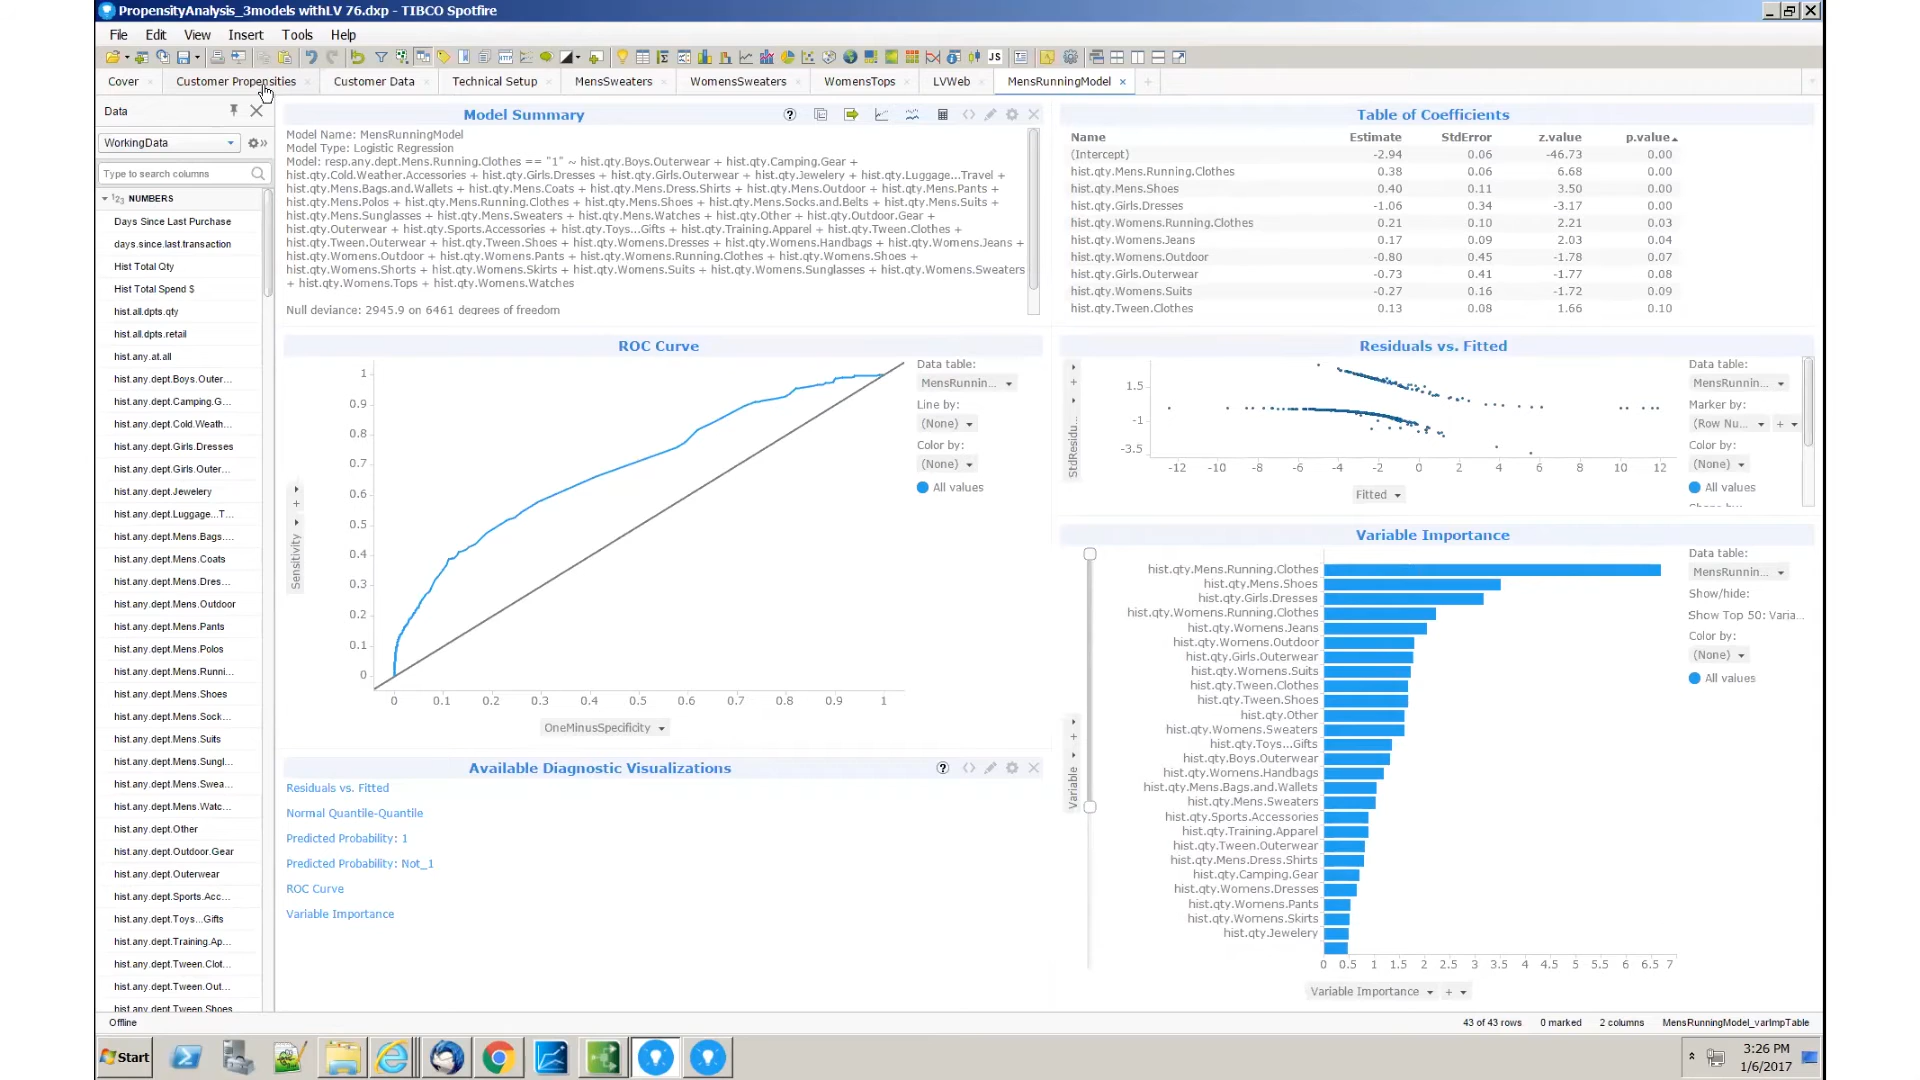 PropensityAnalysis_3models withLV 76.dxp - TIBCO Spotfire
File Edit View Insert Tools Help
Cover Customer Propensities Customer Data Technical Setup MensSweaters WomensSweaters WomensTops LVWeb MensRunningModel
Data
WorkingData
Type to search columns
NUMBERS
Days Since Last Purchase
days.since.last.transaction
Hist Total Qty
Hist Total Spend $
hist.all.dpts.qty
hist.all.dpts.retail
hist.any.at.all
hist.any.dept.Boys.Outer...
hist.any.dept.Camping.G...
hist.any.dept.Cold.Weath...
hist.any.dept.Girls.Dresses
hist.any.dept.Girls.Outer...
hist.any.dept.Jewelry
hist.any.dept.Luggage...T...
hist.any.dept.Mens.Bags....
hist.any.dept.Mens.Coats
hist.any.dept.Mens.Dres...
hist.any.dept.Mens.Outdoor
hist.any.dept.Mens.Pants
hist.any.dept.Mens.Polos
hist.any.dept.Mens.Runni...
hist.any.dept.Mens.Shoes
hist.any.dept.Mens.Sock...
hist.any.dept.Mens.Suits
hist.any.dept.Mens.Sungl...
hist.any.dept.Mens.Swea...
hist.any.dept.Mens.Watc...
hist.any.dept.Other
hist.any.dept.Outdoor.Gear
hist.any.dept.Outerwear
hist.any.dept.Sports.Acc...
hist.any.dept.Toys...Gifts
hist.any.dept.Training.Ap...
hist.any.dept.Tween.Clot...
hist.any.dept.Tween.Out...
hist.any.dept.Tween.Shoes
Model Summary
Model Name: MensRunningModel
Model Type: Logistic Regression
Model: resp.any.dept.Mens.Running.Clothes == "1" ~ hist.qty.Boys.Outerwear + hist.qty.Camping.Gear +
hist.qty.Cold.Weather.Accessories + hist.qty.Girls.Dresses + hist.qty.Girls.Outerwear + hist.qty.Jewelery + hist.qty.Luggage...Travel +
hist.qty.Mens.Bags.and.Wallets + hist.qty.Mens.Coats + hist.qty.Mens.Dress.Shirts + hist.qty.Mens.Outdoor + hist.qty.Mens.Pants +
hist.qty.Mens.Polos + hist.qty.Mens.Running.Clothes + hist.qty.Mens.Shoes + hist.qty.Mens.Socks.and.Belts + hist.qty.Mens.Suits +
hist.qty.Mens.Sunglasses + hist.qty.Mens.Sweaters + hist.qty.Mens.Watches + hist.qty.Other + hist.qty.Outdoor.Gear +
hist.qty.Outerwear + hist.qty.Sports.Accessories + hist.qty.Toys...Gifts + hist.qty.Training.Apparel + hist.qty.Tween.Clothes +
hist.qty.Tween.Outerwear + hist.qty.Tween.Shoes + hist.qty.Womens.Dresses + hist.qty.Womens.Handbags + hist.qty.Womens.Jeans +
hist.qty.Womens.Outdoor + hist.qty.Womens.Pants + hist.qty.Womens.Running.Clothes + hist.qty.Womens.Shoes +
hist.qty.Womens.Shorts + hist.qty.Womens.Skirts + hist.qty.Womens.Suits + hist.qty.Womens.Sunglasses + hist.qty.Womens.Sweaters
+ hist.qty.Womens.Tops + hist.qty.Womens.Watches
Null deviance: 2945.9 on 6461 degrees of freedom
Table of Coefficients
Name Estimate StdError z.value p.value
(Intercept) -2.94 0.06 -46.73 0.00
hist.qty.Mens.Running.Clothes 0.38 0.06 6.68 0.00
hist.qty.Mens.Shoes 0.40 0.11 3.50 0.00
hist.qty.Girls.Dresses -1.06 0.34 -3.17 0.00
hist.qty.Womens.Running.Clothes 0.21 0.10 2.21 0.03
hist.qty.Womens.Jeans 0.17 0.09 2.03 0.04
hist.qty.Womens.Outdoor -0.80 0.45 -1.78 0.07
hist.qty.Girls.Outerwear -0.73 0.41 -1.77 0.08
hist.qty.Womens.Suits -0.27 0.16 -1.72 0.09
hist.qty.Tween.Clothes 0.13 0.08 1.66 0.10
ROC Curve
1
0.9
0.8
0.7
0.6
0.5
0.4
0.3
0.2
0.1
0
Sensitivity
0 0.1 0.2 0.3 0.4 0.5 0.6 0.7 0.8 0.9 1
OneMinusSpecificity
Data table:
MensRunnin...
Line by:
(None)
Color by:
(None)
All values
Residuals vs. Fitted
1.5
-1
-3.5
StdResidu...
-12 -10 -8 -6 -4 -2 0 2 4 6 8 10 12
Fitted
Data table:
MensRunnin...
Marker by:
(Row Nu...
Color by:
(None)
All values
Available Diagnostic Visualizations
Residuals vs. Fitted
Normal Quantile-Quantile
Predicted Probability: 1
Predicted Probability: Not_1
ROC Curve
Variable Importance
Variable Importance
hist.qty.Mens.Running.Clothes
hist.qty.Mens.Shoes
hist.qty.Girls.Dresses
hist.qty.Womens.Running.Clothes
hist.qty.Womens.Jeans
hist.qty.Womens.Outdoor
hist.qty.Girls.Outerwear
hist.qty.Womens.Suits
hist.qty.Tween.Clothes
hist.qty.Tween.Shoes
hist.qty.Other
hist.qty.Womens.Sweaters
hist.qty.Toys...Gifts
hist.qty.Boys.Outerwear
hist.qty.Womens.Handbags
hist.qty.Mens.Bags.and.Wallets
hist.qty.Mens.Sweaters
hist.qty.Sports.Accessories
hist.qty.Training.Apparel
hist.qty.Tween.Outerwear
hist.qty.Mens.Dress.Shirts
hist.qty.Camping.Gear
hist.qty.Womens.Dresses
hist.qty.Womens.Pants
hist.qty.Womens.Skirts
hist.qty.Jewelery
Variable
0 0.5 1 1.5 2 2.5 3 3.5 4 4.5 5 5.5 6 6.5 7
Variable Importance
Data table:
MensRunnin...
Show/hide:
Show Top 50: Varia...
Color by:
(None)
All values
Offline
43 of 43 rows 0 marked 2 columns MensRunningModel_varImpTable
Start
3:26 PM
1/6/2017